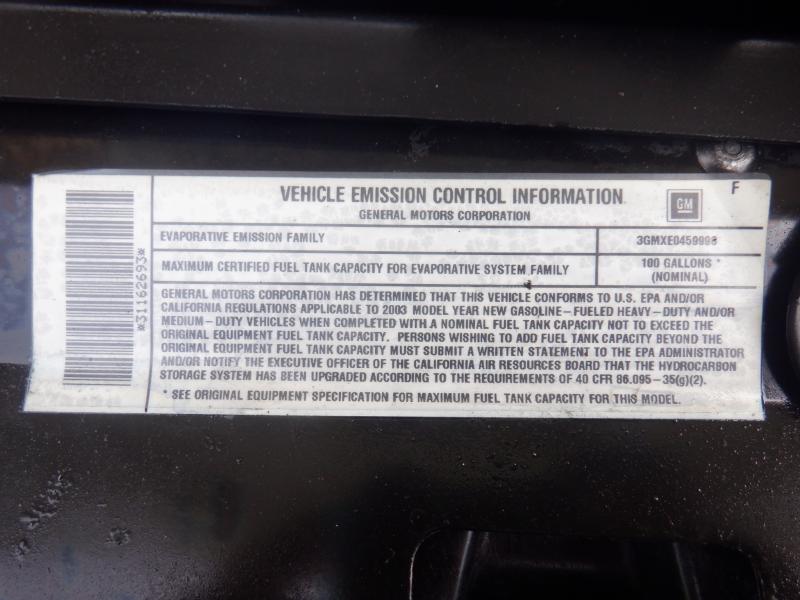 VEHICLE EMISSION CONTROL INFORMATION
GENERAL MOTORS CORPORATION
GM
F
EVAPORATIVE EMISSION FAMILY
3GMXE0459998
MAXIMUM CERTIFIED FUEL TANK CAPACITY FOR EVAPORATIVE SYSTEM FAMILY
100 GALLONS *
(NOMINAL)
GENERAL MOTORS CORPORATION HAS DETERMINED THAT THIS VEHICLE CONFORMS TO U.S. EPA AND/OR
CALIFORNIA REGULATIONS APPLICABLE TO 2003 MODEL YEAR NEW GASOLINE-FUELED HEAVY-DUTY AND/OR
MEDIUM-DUTY VEHICLES WHEN COMPLETED WITH A NOMINAL FUEL TANK CAPACITY NOT TO EXCEED THE
ORIGINAL EQUIPMENT FUEL TANK CAPACITY. PERSONS WISHING TO ADD FUEL TANK CAPACITY BEYOND THE
ORIGINAL EQUIPMENT FUEL TANK CAPACITY MUST SUBMIT A WRITTEN STATEMENT TO THE EPA ADMINISTRATOR
AND/OR NOTIFY THE EXECUTIVE OFFICER OF THE CALIFORNIA AIR RESOURCES BOARD THAT THE HYDROCARBON
STORAGE SYSTEM HAS BEEN UPGRADED ACCORDING TO THE REQUIREMENTS OF 40 CFR 86.095-35(g)(2).
* SEE ORIGINAL EQUIPMENT SPECIFICATION FOR MAXIMUM FUEL TANK CAPACITY FOR THIS MODEL.
*31162693*